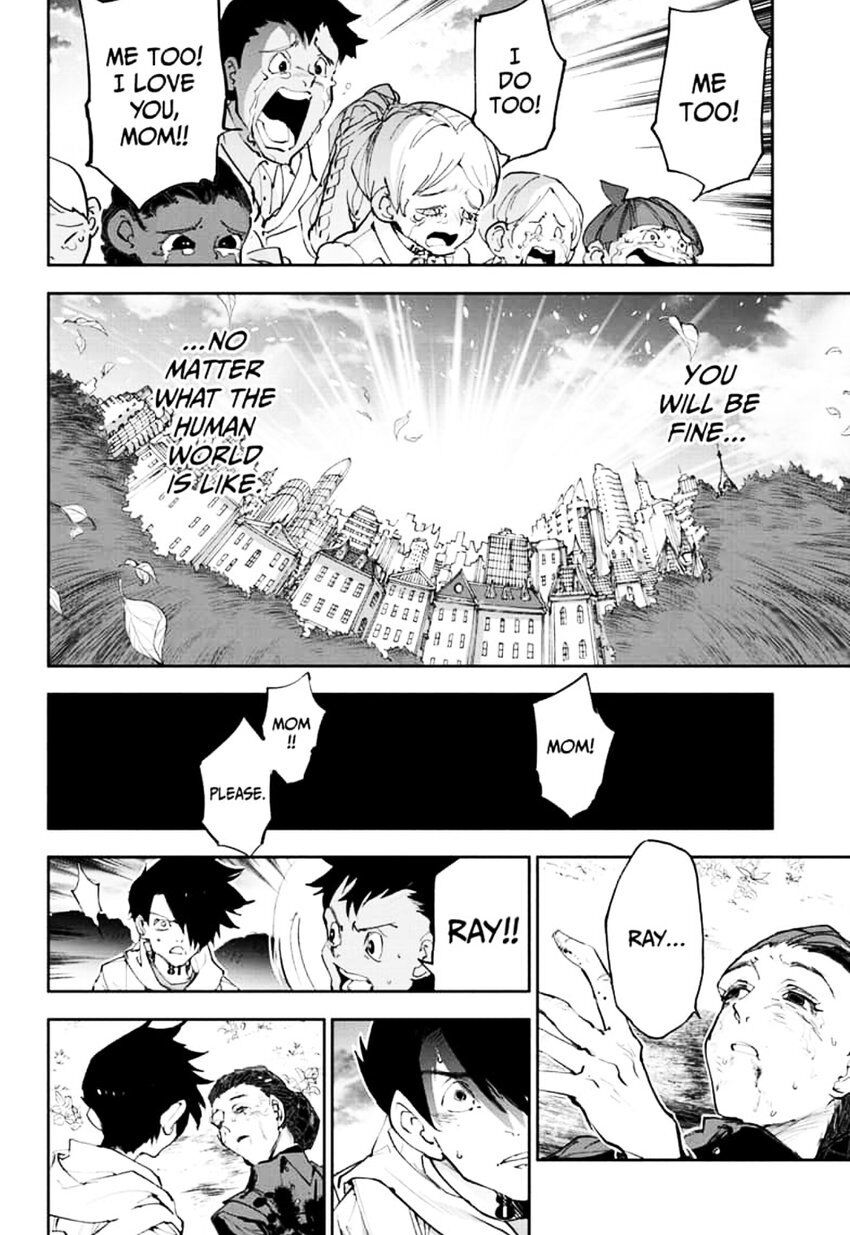 ME
TOO!
I
DO
TOO!
ME TOO!
I LOVE
YOU,
MOM!!
YOU
WILL BE
FINE...
...NO
MATTER
WHAT THE
HUMAN
WORLD
IS LIKE.
MOM!
MOM
!!
PLEASE.
RAY...
RAY!!